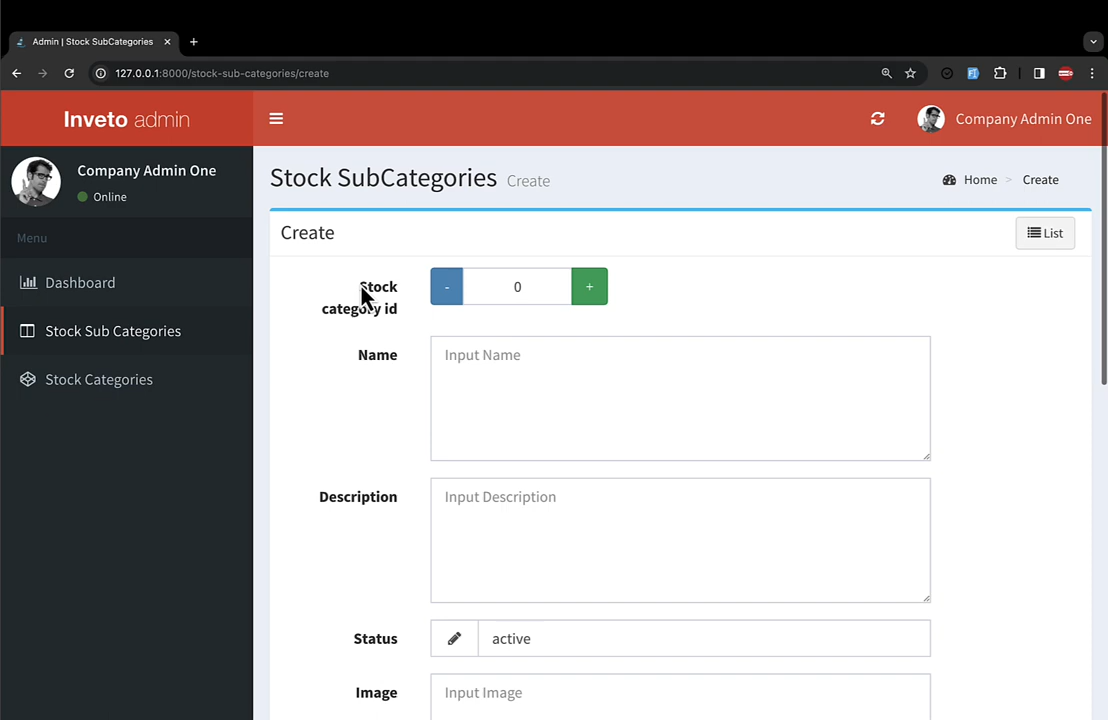 Admin | Stock SubCategories
127.0.0.1:8000/stock-sub-categories/create
Inveto admin
Company Admin One
Company Admin One
Online
Stock SubCategories Create
Home > Create
Menu
Create
List
Dashboard
Stock
category id
- 0 +
Stock Sub Categories
Name
Input Name
Stock Categories
Description
Input Description
Status
active
Image
Input Image